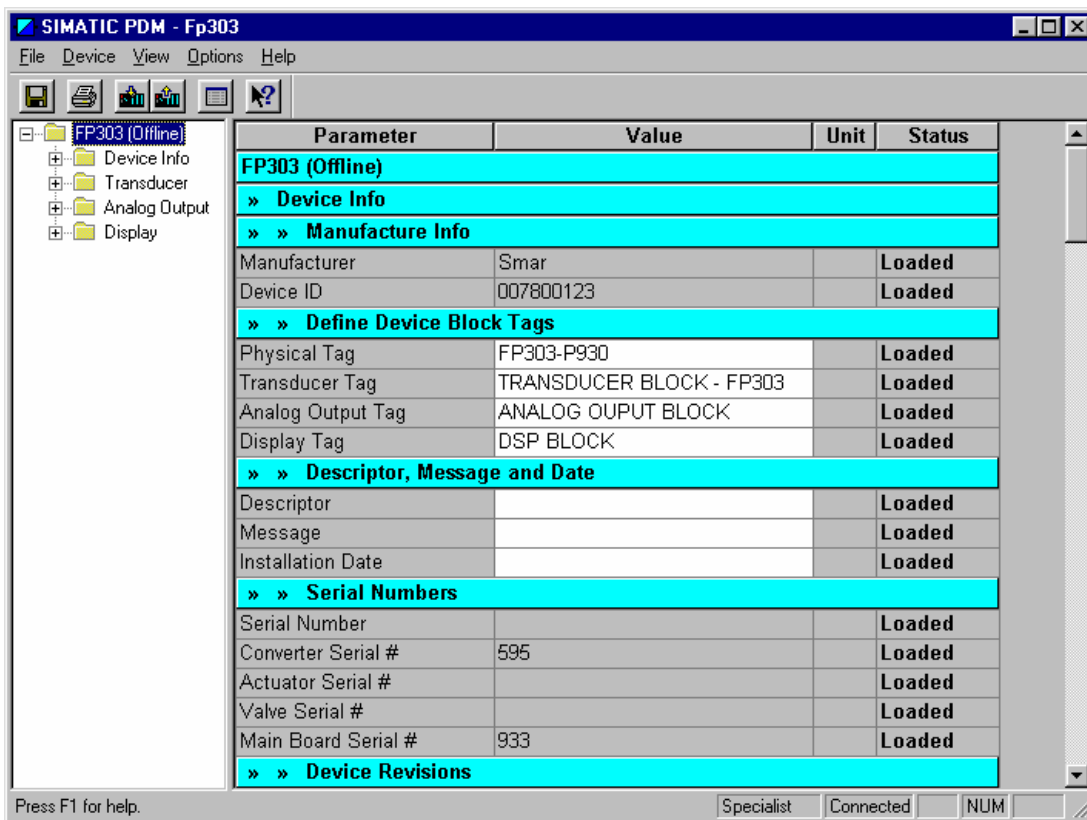 SIMATIC PDM - Fp303
File Device View Options Help
FP303 (Offline)
Device Info
Transducer
Analog Output
Display
Parameter Value Unit Status
FP303 (Offline)
» Device Info
» » Manufacture Info
Manufacturer Smar Loaded
Device ID 007800123 Loaded
» » Define Device Block Tags
Physical Tag FP303-P930 Loaded
Transducer Tag TRANSDUCER BLOCK - FP303 Loaded
Analog Output Tag ANALOG OUPUT BLOCK Loaded
Display Tag DSP BLOCK Loaded
» » Descriptor, Message and Date
Descriptor Loaded
Message Loaded
Installation Date Loaded
» » Serial Numbers
Serial Number Loaded
Converter Serial # 595 Loaded
Actuator Serial # Loaded
Valve Serial # Loaded
Main Board Serial # 933 Loaded
» » Device Revisions
Press F1 for help. Specialist Connected NUM